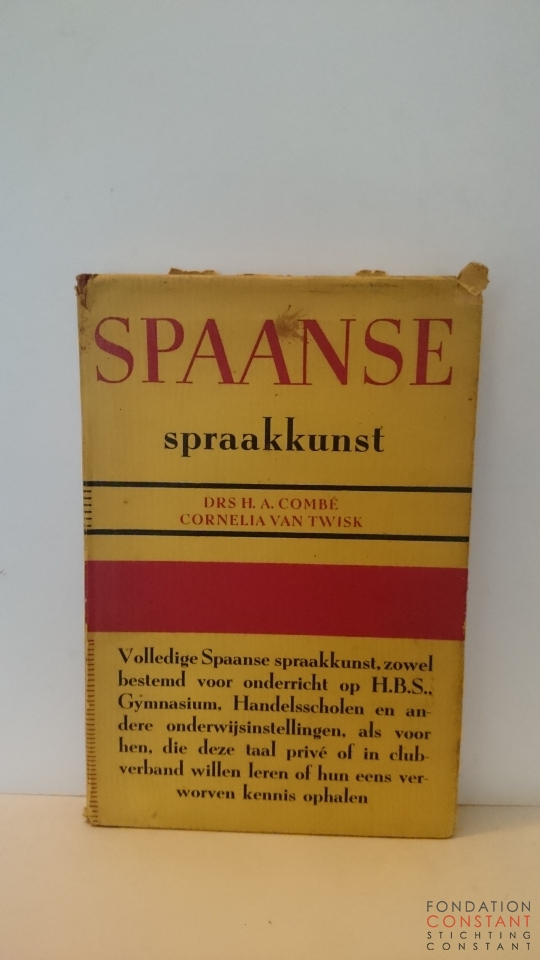 SPAANSE
spraakkunst
DRS H. A. COMBÉ
CORNELIA VAN TWISK
Volledige Spaanse spraakkunst, zowel
bestemd voor onderricht op H.B.S.,
Gymnasium, Handelsscholen en an-
dere onderwijsinstellingen, als voor
hen, die deze taal privé of in club-
verband willen leren of hun eens ver-
worven kennis ophalen
FONDATION
CONSTANT
STICHTING
CONSTANT